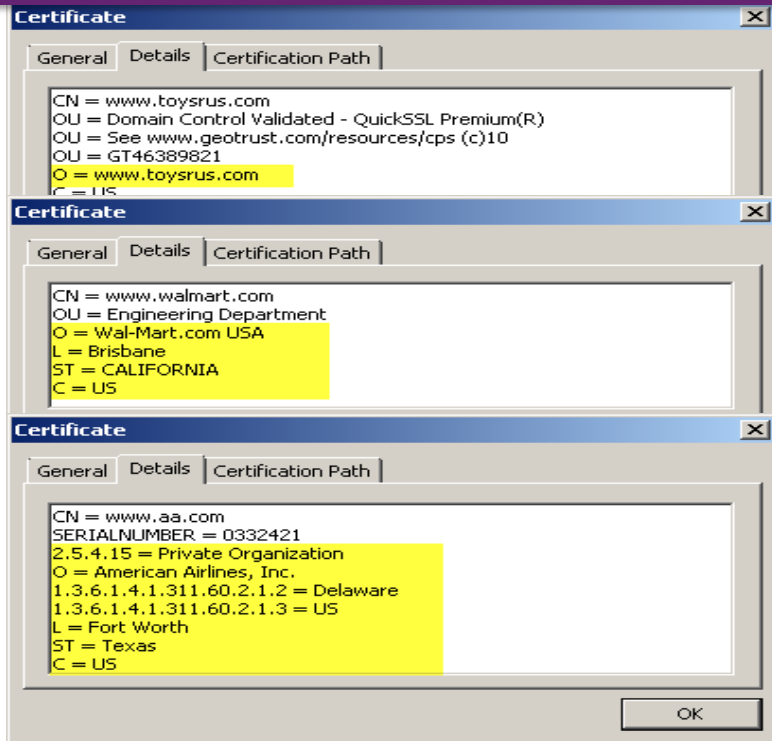 Certificate
General Details Certification Path
CN = www.toysrus.com
OU = Domain Control Validated - QuickSSL Premium(R)
OU = See www.geotrust.com/resources/cps (c)10
OU = GT46389821
O = www.toysrus.com
C = US
Certificate
General Details Certification Path
CN = www.walmart.com
OU = Engineering Department
O = Wal-Mart.com USA
L = Brisbane
ST = CALIFORNIA
C = US
Certificate
General Details Certification Path
CN = www.aa.com
SERIALNUMBER = 0332421
2.5.4.15 = Private Organization
O = American Airlines, Inc.
1.3.6.1.4.1.311.60.2.1.2 = Delaware
1.3.6.1.4.1.311.60.2.1.3 = US
L = Fort Worth
ST = Texas
C = US
OK